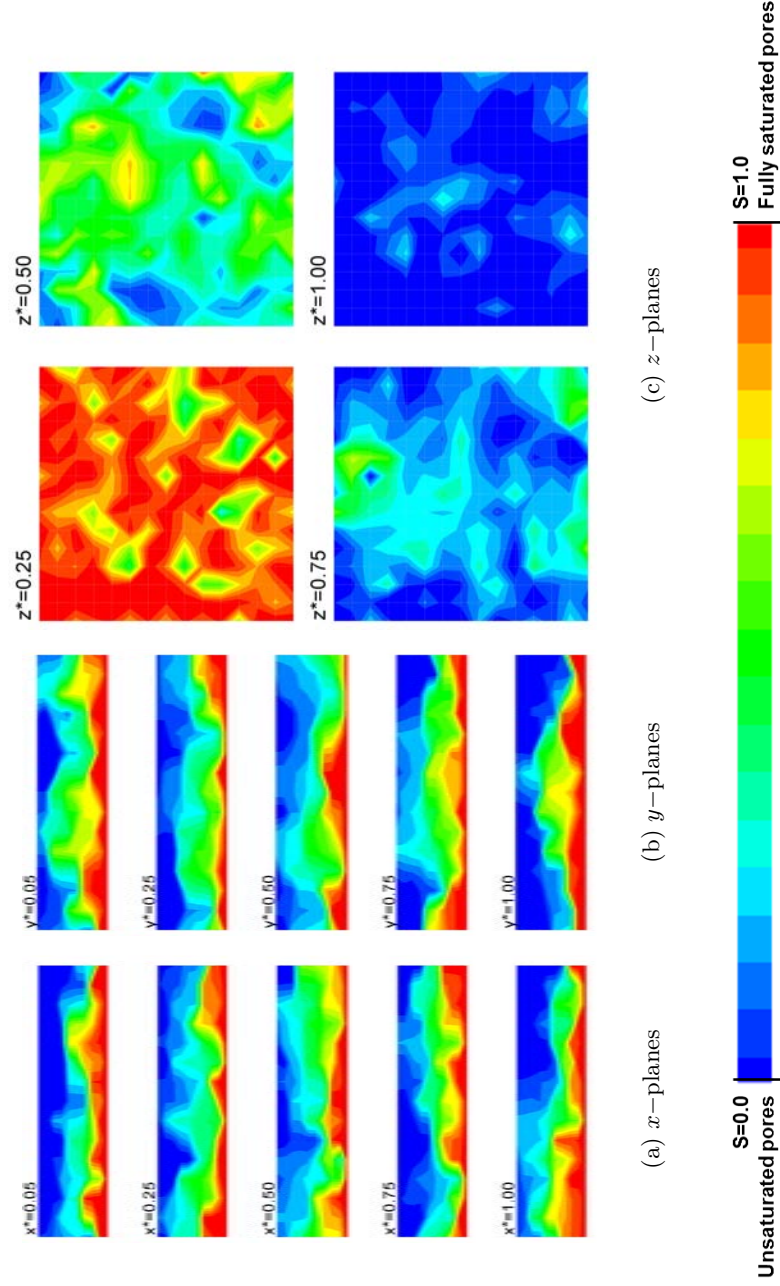 x*=0.05
x*=0.25
x*=0.50
x*=0.75
x*=1.00
(a) x−planes
y*=0.05
y*=0.25
y*=0.50
y*=0.75
y*=1.00
(b) y−planes
z*=0.25
z*=0.50
z*=0.75
z*=1.00
(c) z−planes
S=0.0
Unsaturated pores
S=1.0
Fully saturated pores